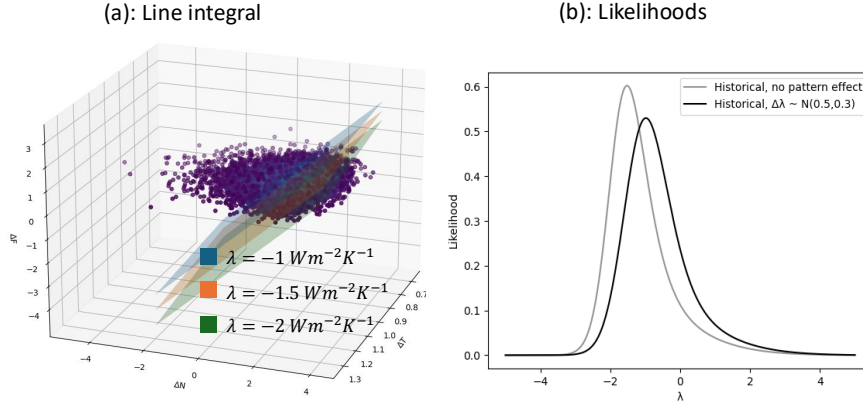 (a): Line integral
(b): Likelihoods
3
2
1
0
−1
−2
−3
−4
ΔF
−4
−2
0
2
4
ΔN
0.7
0.8
0.9
1.0
1.1
1.2
1.3
ΔT
λ = −1 Wm⁻²K⁻¹
λ = −1.5 Wm⁻²K⁻¹
λ = −2 Wm⁻²K⁻¹
Historical, no pattern effect
Historical, Δλ ~ N(0.5,0.3)
0.6
0.5
0.4
0.3
0.2
0.1
0.0
Likelihood
−4
−2
0
2
4
λ